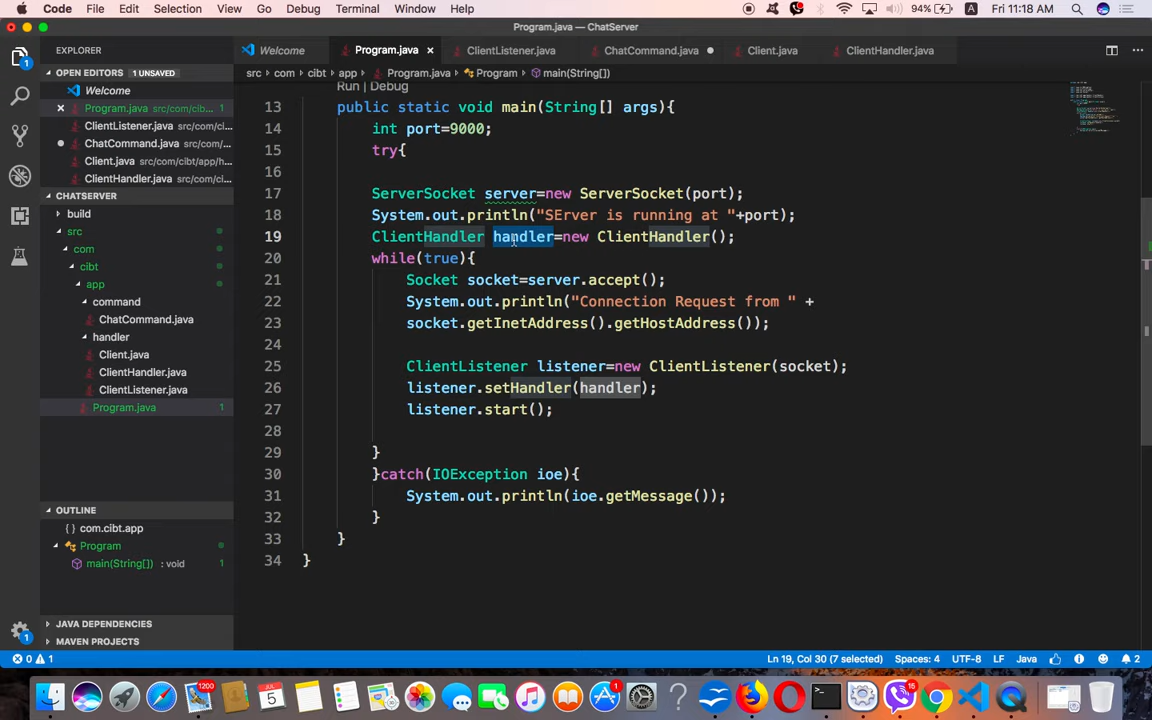 Code File Edit Selection View Go Debug Terminal Window Help 94% A Fri 11:18 AM
Program.java — ChatServer
EXPLORER
Welcome Program.java × ClientListener.java ChatCommand.java Client.java ClientHandler.java
OPEN EDITORS 1 UNSAVED
src › com › cibt › app › Program.java › Program › main(String[])
Welcome
Program.java src/com/cibt...1
ClientListener.java src/com/ci...
ChatCommand.java src/com/c...
Client.java src/com/cibt/app/h...
ClientHandler.java src/com/ci...
CHATSERVER
build
src
com
cibt
app
command
ChatCommand.java
handler
Client.java
ClientHandler.java
ClientListener.java
Program.java 1
OUTLINE
{} com.cibt.app
Program
main(String[]) : void 1
JAVA DEPENDENCIES
MAVEN PROJECTS
Run | Debug
13 public static void main(String[] args){
14 int port=9000;
15 try{
16
17 ServerSocket server=new ServerSocket(port);
18 System.out.println("SErver is running at "+port);
19 ClientHandler handler=new ClientHandler();
20 while(true){
21 Socket socket=server.accept();
22 System.out.println("Connection Request from " +
23 socket.getInetAddress().getHostAddress());
24
25 ClientListener listener=new ClientListener(socket);
26 listener.setHandler(handler);
27 listener.start();
28
29 }
30 }catch(IOException ioe){
31 System.out.println(ioe.getMessage());
32 }
33 }
34 }
0 1 Ln 19, Col 30 (7 selected) Spaces: 4 UTF-8 LF Java 2